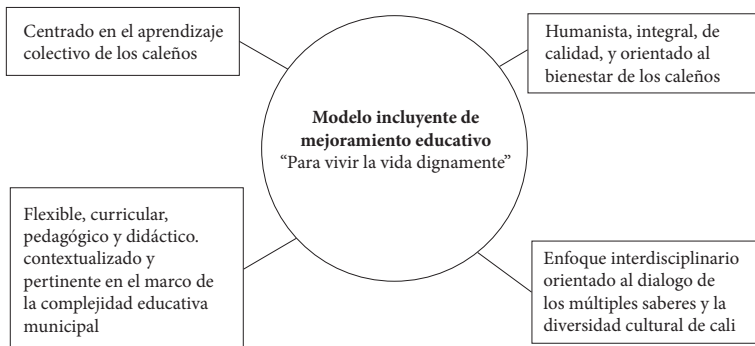 Centrado en el aprendizaje
colectivo de los caleños
Humanista, integral, de
calidad, y orientado al
bienestar de los caleños
Modelo incluyente de
mejoramiento educativo
“Para vivir la vida dignamente”
Flexible, curricular,
pedagógico y didáctico.
contextualizado y
pertinente en el marco de
la complejidad educativa
municipal
Enfoque interdisciplinario
orientado al dialogo de
los múltiples saberes y la
diversidad cultural de cali